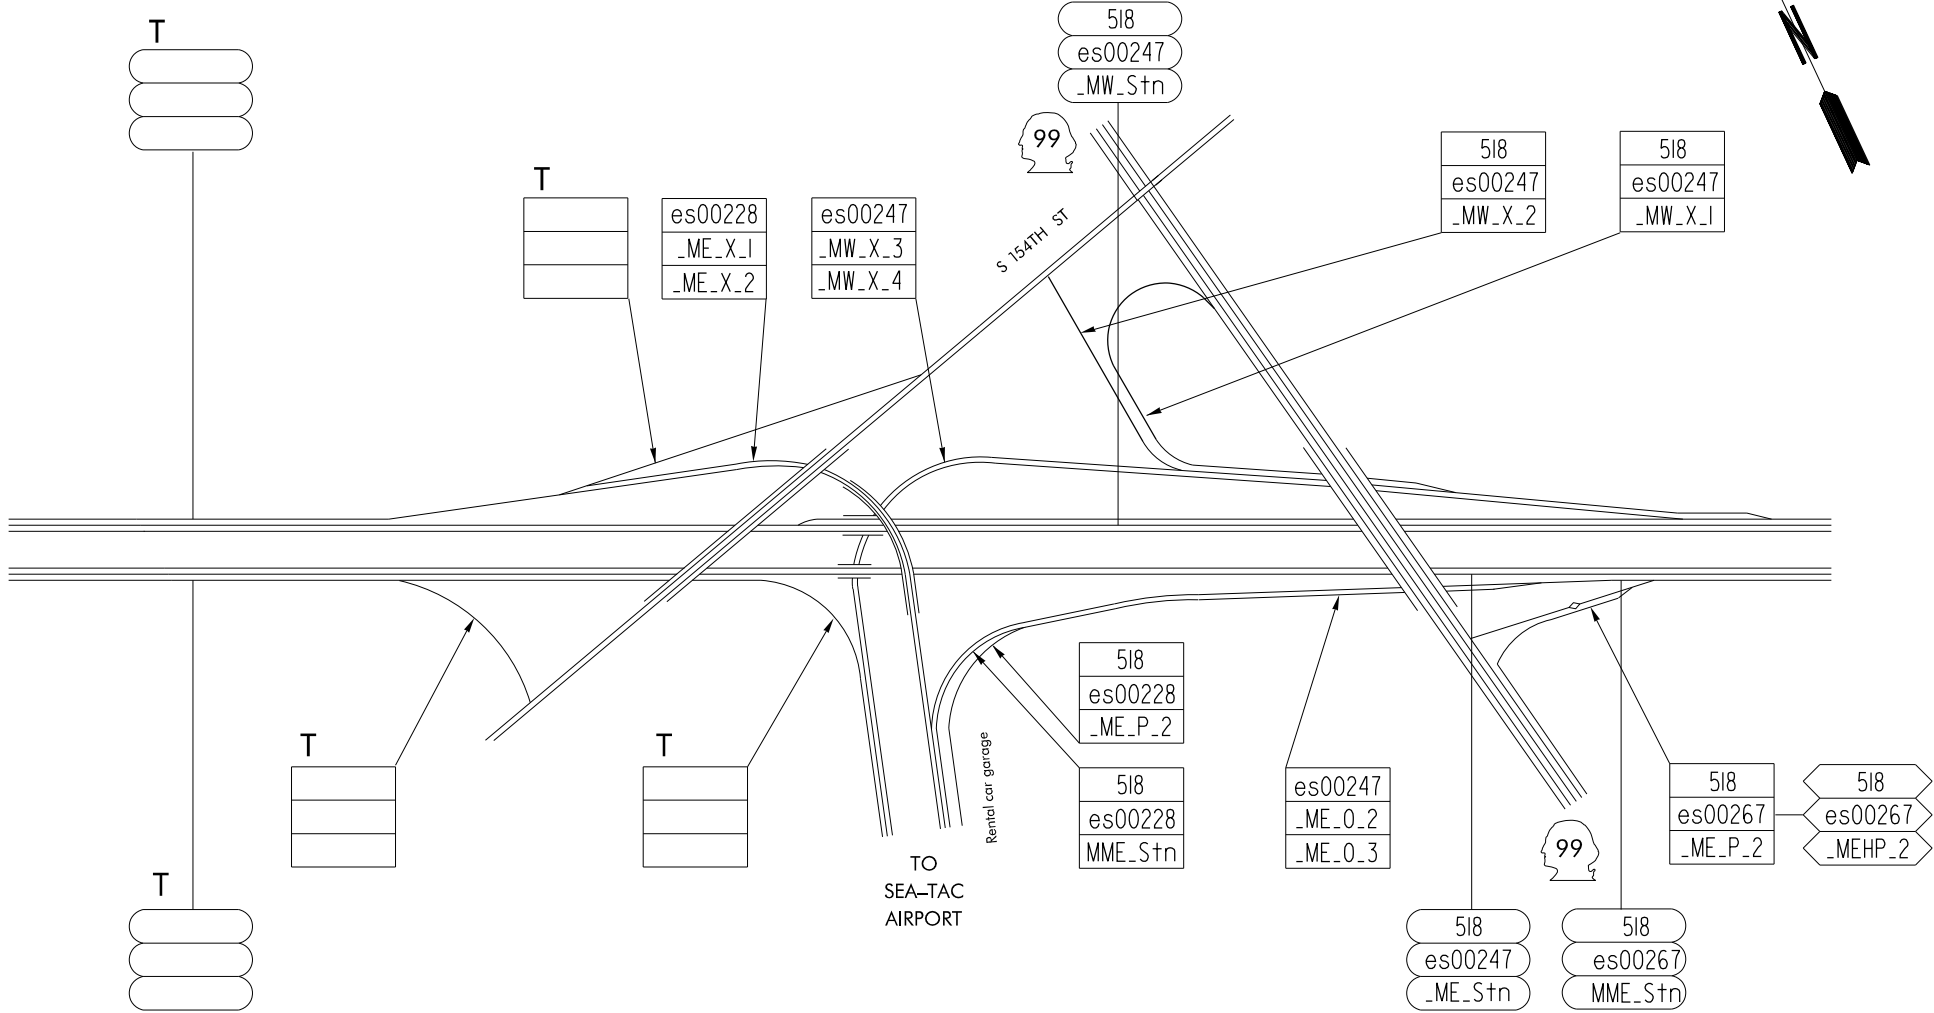 T
518
es00247
_MW_Stn
N
99
518
es00247
_MW_X_2
518
es00247
_MW_X_1
T
es00228
_ME_X_1
_ME_X_2
es00247
_MW_X_3
_MW_X_4
S 154TH ST
518
es00228
_ME_P_2
T
T
Rental car garage
518
es00228
MME_Stn
es00247
_ME_O_2
_ME_O_3
518
es00267
_ME_P_2
518
es00267
_MEHP_2
99
TO
SEA-TAC
AIRPORT
T
518
es00247
_ME_Stn
518
es00267
MME_Stn